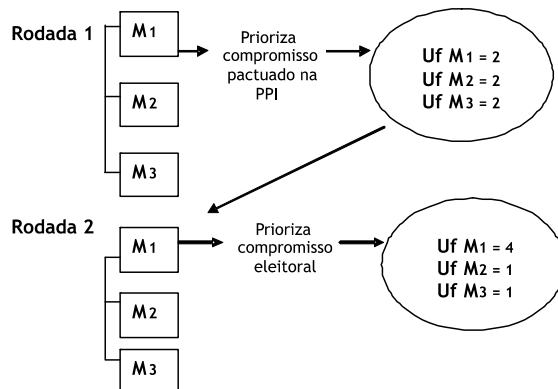 Rodada 1
M1
M2
M3
Prioriza
compromisso
pactuado na
PPI
Uf M1 = 2
Uf M2 = 2
Uf M3 = 2
Rodada 2
M1
M2
M3
Prioriza
compromisso
eleitoral
Uf M1 = 4
Uf M2 = 1
Uf M3 = 1